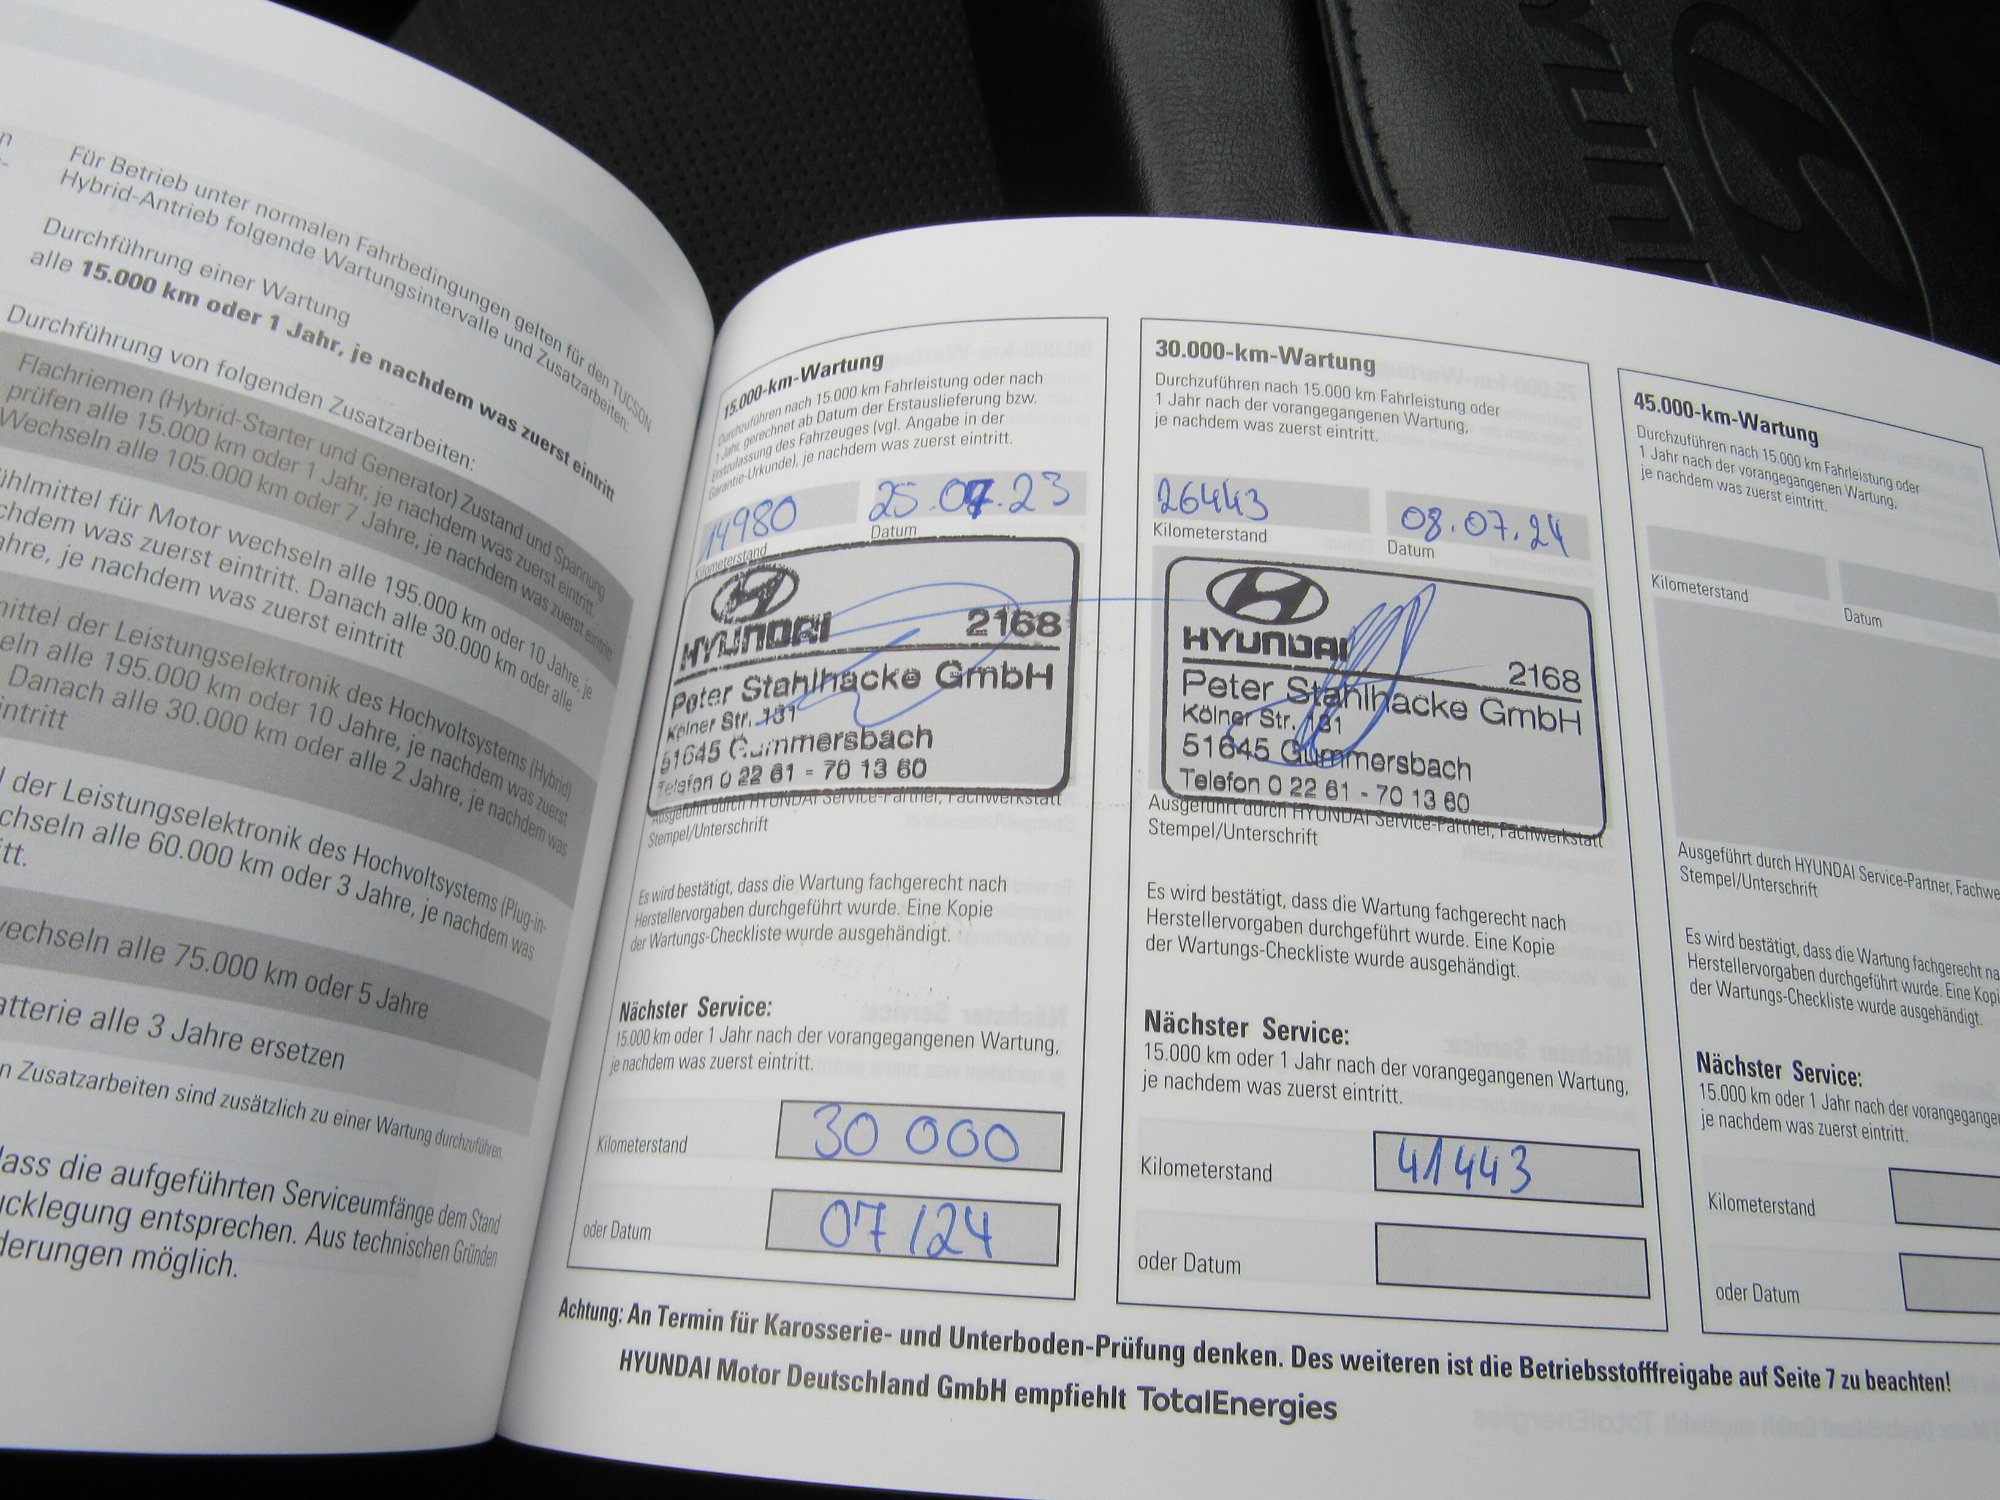 Für Betrieb unter normalen Fahrbedingungen gelten für den TUCSON
Hybrid-Antrieb folgende Wartungsintervalle und Zusatzarbeiten:
Durchführung einer Wartung
alle 15.000 km oder 1 Jahr, je nachdem was zuerst eintritt
Durchführung von folgenden Zusatzarbeiten:
Flachriemen (Hybrid-Starter und Generator) Zustand und Spannung
prüfen alle 15.000 km oder 1 Jahr, je nachdem was zuerst eintritt.
Wechseln alle 105.000 km oder 7 Jahre, je nachdem was zuerst eintritt
ühlmittel für Motor wechseln alle 195.000 km oder 10 Jahre, je
chdem was zuerst eintritt. Danach alle 30.000 km oder alle
ahre, je nachdem was zuerst eintritt
mittel der Leistungselektronik des Hochvoltsystems (Hybrid)
eln alle 195.000 km oder 10 Jahre, je nachdem was zuerst
Danach alle 30.000 km oder alle 2 Jahre, je nachdem was
intritt
l der Leistungselektronik des Hochvoltsystems (Plug-in-
chseln alle 60.000 km oder 3 Jahre, je nachdem was
itt.
wechseln alle 75.000 km oder 5 Jahre
atterie alle 3 Jahre ersetzen
n Zusatzarbeiten sind zusätzlich zu einer Wartung durchzuführen.
dass die aufgeführten Serviceumfänge dem Stand
ucklegung entsprechen. Aus technischen Gründen
derungen möglich.
15.000-km-Wartung
Durchzuführen nach 15.000 km Fahrleistung oder nach
1 Jahr, gerechnet ab Datum der Erstauslieferung bzw.
Erstzulassung des Fahrzeuges (vgl. Angabe in der
Garantie-Urkunde), je nachdem was zuerst eintritt.
14980 25.07.23
Kilometerstand Datum
HYUNDAI 2168
Peter Stahlhacke GmbH
Kölner Str. 131
51645 Gummersbach
Telefon 0 22 61 - 70 13 60
Ausgeführt durch HYUNDAI Service-Partner, Fachwerkstatt
Stempel/Unterschrift
Es wird bestätigt, dass die Wartung fachgerecht nach
Herstellervorgaben durchgeführt wurde. Eine Kopie
der Wartungs-Checkliste wurde ausgehändigt.
Nächster Service:
15.000 km oder 1 Jahr nach der vorangegangenen Wartung,
je nachdem was zuerst eintritt.
Kilometerstand 30 000
oder Datum 07/24
30.000-km-Wartung
Durchzuführen nach 15.000 km Fahrleistung oder
1 Jahr nach der vorangegangenen Wartung,
je nachdem was zuerst eintritt.
26443 08.07.24
Kilometerstand Datum
HYUNDAI
2168
Peter Stahlhacke GmbH
Kölner Str. 131
51645 Gummersbach
Telefon 0 22 61 - 70 13 60
Ausgeführt durch HYUNDAI Service-Partner, Fachwerkstatt
Stempel/Unterschrift
Es wird bestätigt, dass die Wartung fachgerecht nach
Herstellervorgaben durchgeführt wurde. Eine Kopie
der Wartungs-Checkliste wurde ausgehändigt.
Nächster Service:
15.000 km oder 1 Jahr nach der vorangegangenen Wartung,
je nachdem was zuerst eintritt.
Kilometerstand 41443
oder Datum
45.000-km-Wartung
Durchzuführen nach 15.000 km Fahrleistung oder
1 Jahr nach der vorangegangenen Wartung,
je nachdem was zuerst eintritt.
Kilometerstand Datum
Ausgeführt durch HYUNDAI Service-Partner, Fachwe
Stempel/Unterschrift
Es wird bestätigt, dass die Wartung fachgerecht na
Herstellervorgaben durchgeführt wurde. Eine Kopi
der Wartungs-Checkliste wurde ausgehändigt.
Nächster Service:
15.000 km oder 1 Jahr nach der vorangegangen
je nachdem was zuerst eintritt.
Kilometerstand
oder Datum
Achtung: An Termin für Karosserie- und Unterboden-Prüfung denken. Des weiteren ist die Betriebsstofffreigabe auf Seite 7 zu beachten!
HYUNDAI Motor Deutschland GmbH empfiehlt TotalEnergies